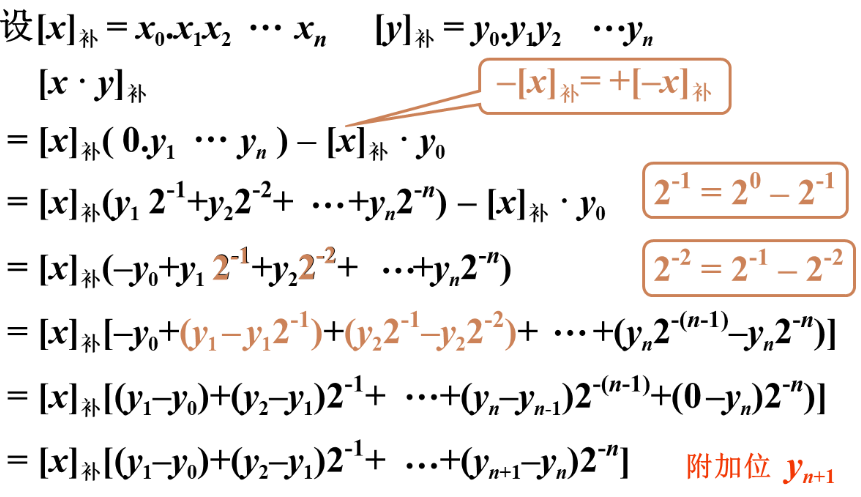 设[x]补 = x₀.x₁x₂ … xₙ [y]补 = y₀.y₁y₂ …yₙ
[x · y]补
–[x]补= +[–x]补
= [x]补( 0.y₁ … yₙ ) – [x]补 · y₀
= [x]补(y₁ 2⁻¹+y₂2⁻²+ …+yₙ2⁻ⁿ) – [x]补 · y₀
2⁻¹ = 2⁰ – 2⁻¹
= [x]补(–y₀+y₁ 2⁻¹+y₂2⁻²+ …+yₙ2⁻ⁿ)
2⁻² = 2⁻¹ – 2⁻²
= [x]补[–y₀+(y₁ – y₁2⁻¹)+(y₂2⁻¹–y₂2⁻²)+ … +(yₙ2⁻⁽ⁿ⁻¹⁾–yₙ2⁻ⁿ)]
= [x]补[(y₁–y₀)+(y₂–y₁)2⁻¹+ …+(yₙ–yₙ₋₁)2⁻⁽ⁿ⁻¹⁾+(0 –yₙ)2⁻ⁿ)]
= [x]补[(y₁–y₀)+(y₂–y₁)2⁻¹+ …+(yₙ₊₁–yₙ)2⁻ⁿ]
附加位 yₙ₊₁